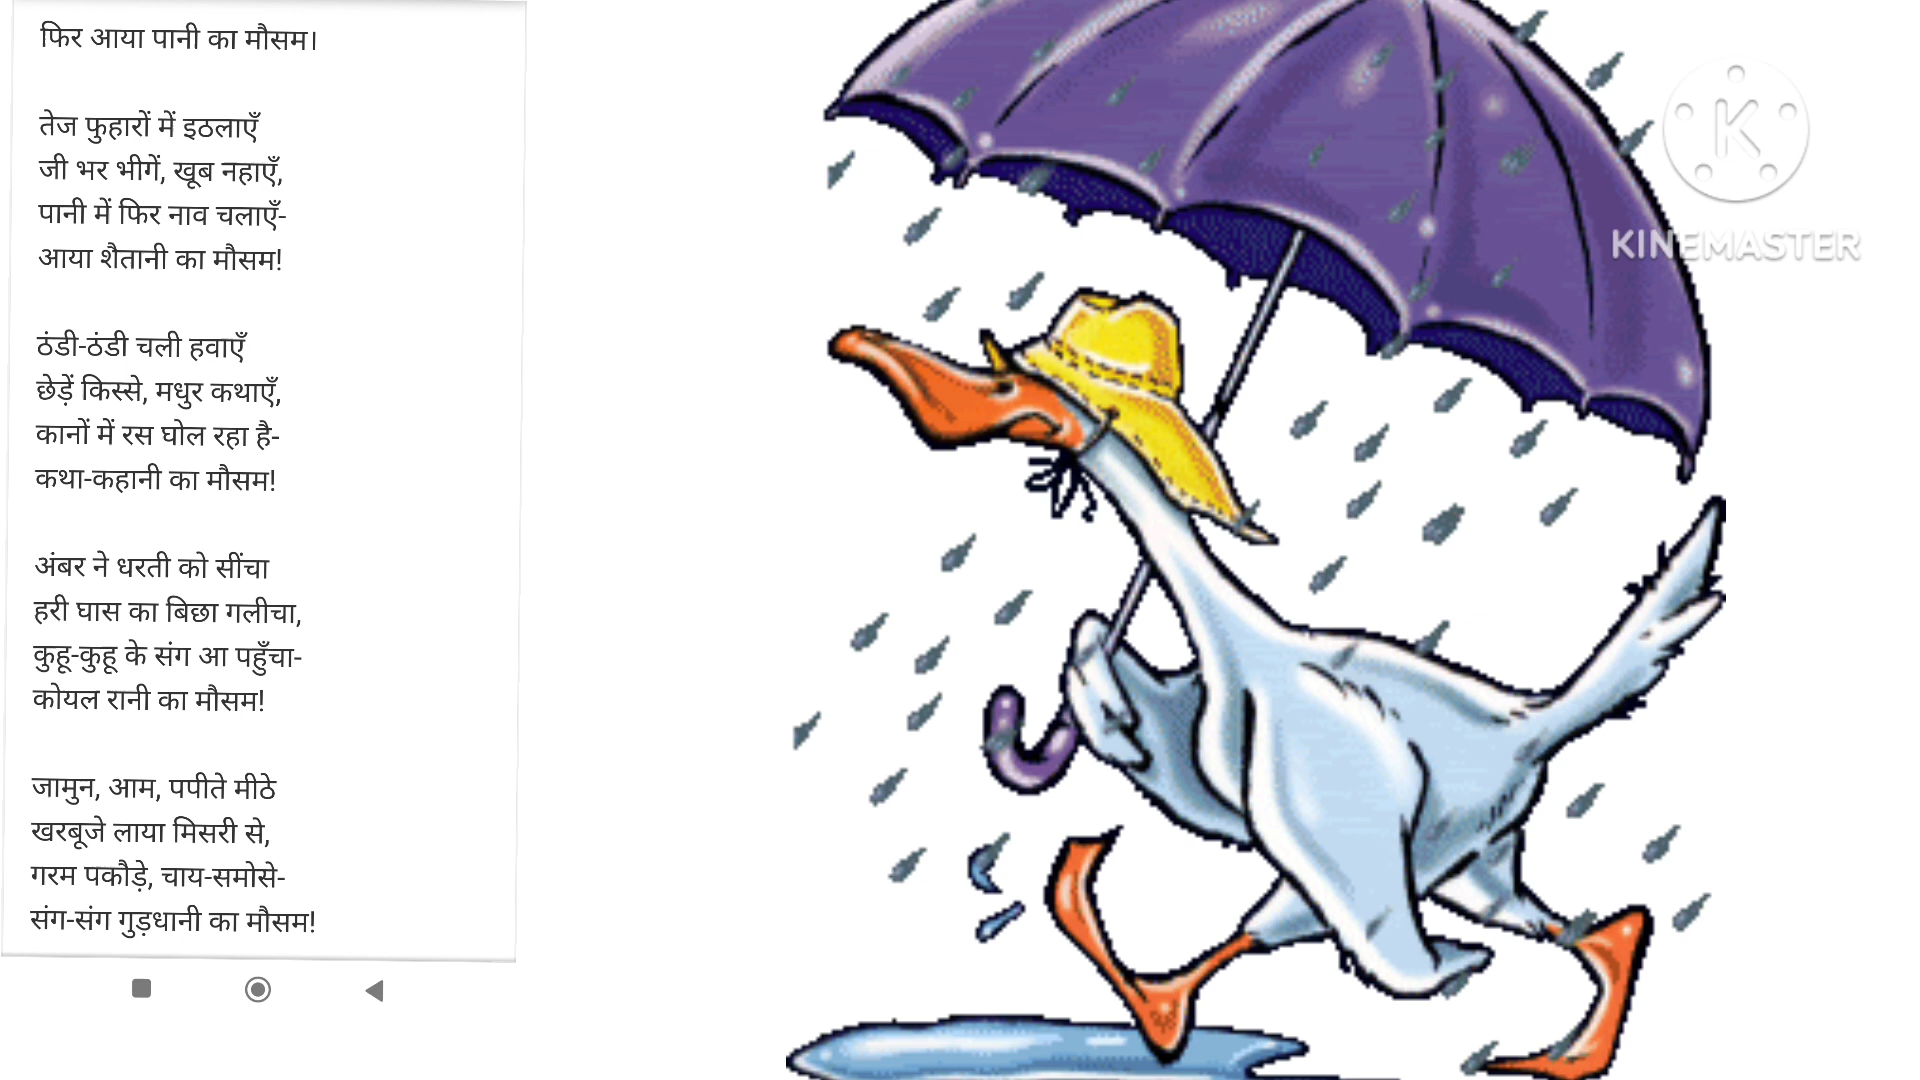 फिर आया पानी का मौसम।
तेज फुहारों में इठलाएँ
जी भर भीगें, खूब नहाएँ,
पानी में फिर नाव चलाएँ-
आया शैतानी का मौसम!
ठंडी-ठंडी चली हवाएँ
छेड़ें किस्से, मधुर कथाएँ,
कानों में रस घोल रहा है-
कथा-कहानी का मौसम!
अंबर ने धरती को सींचा
हरी घास का बिछा गलीचा,
कुहू-कुहू के संग आ पहुँचा-
कोयल रानी का मौसम!
जामुन, आम, पपीते मीठे
खरबूजे लाया मिसरी से,
गरम पकौड़े, चाय-समोसे-
संग-संग गुड़धानी का मौसम!
K
KINEMASTER